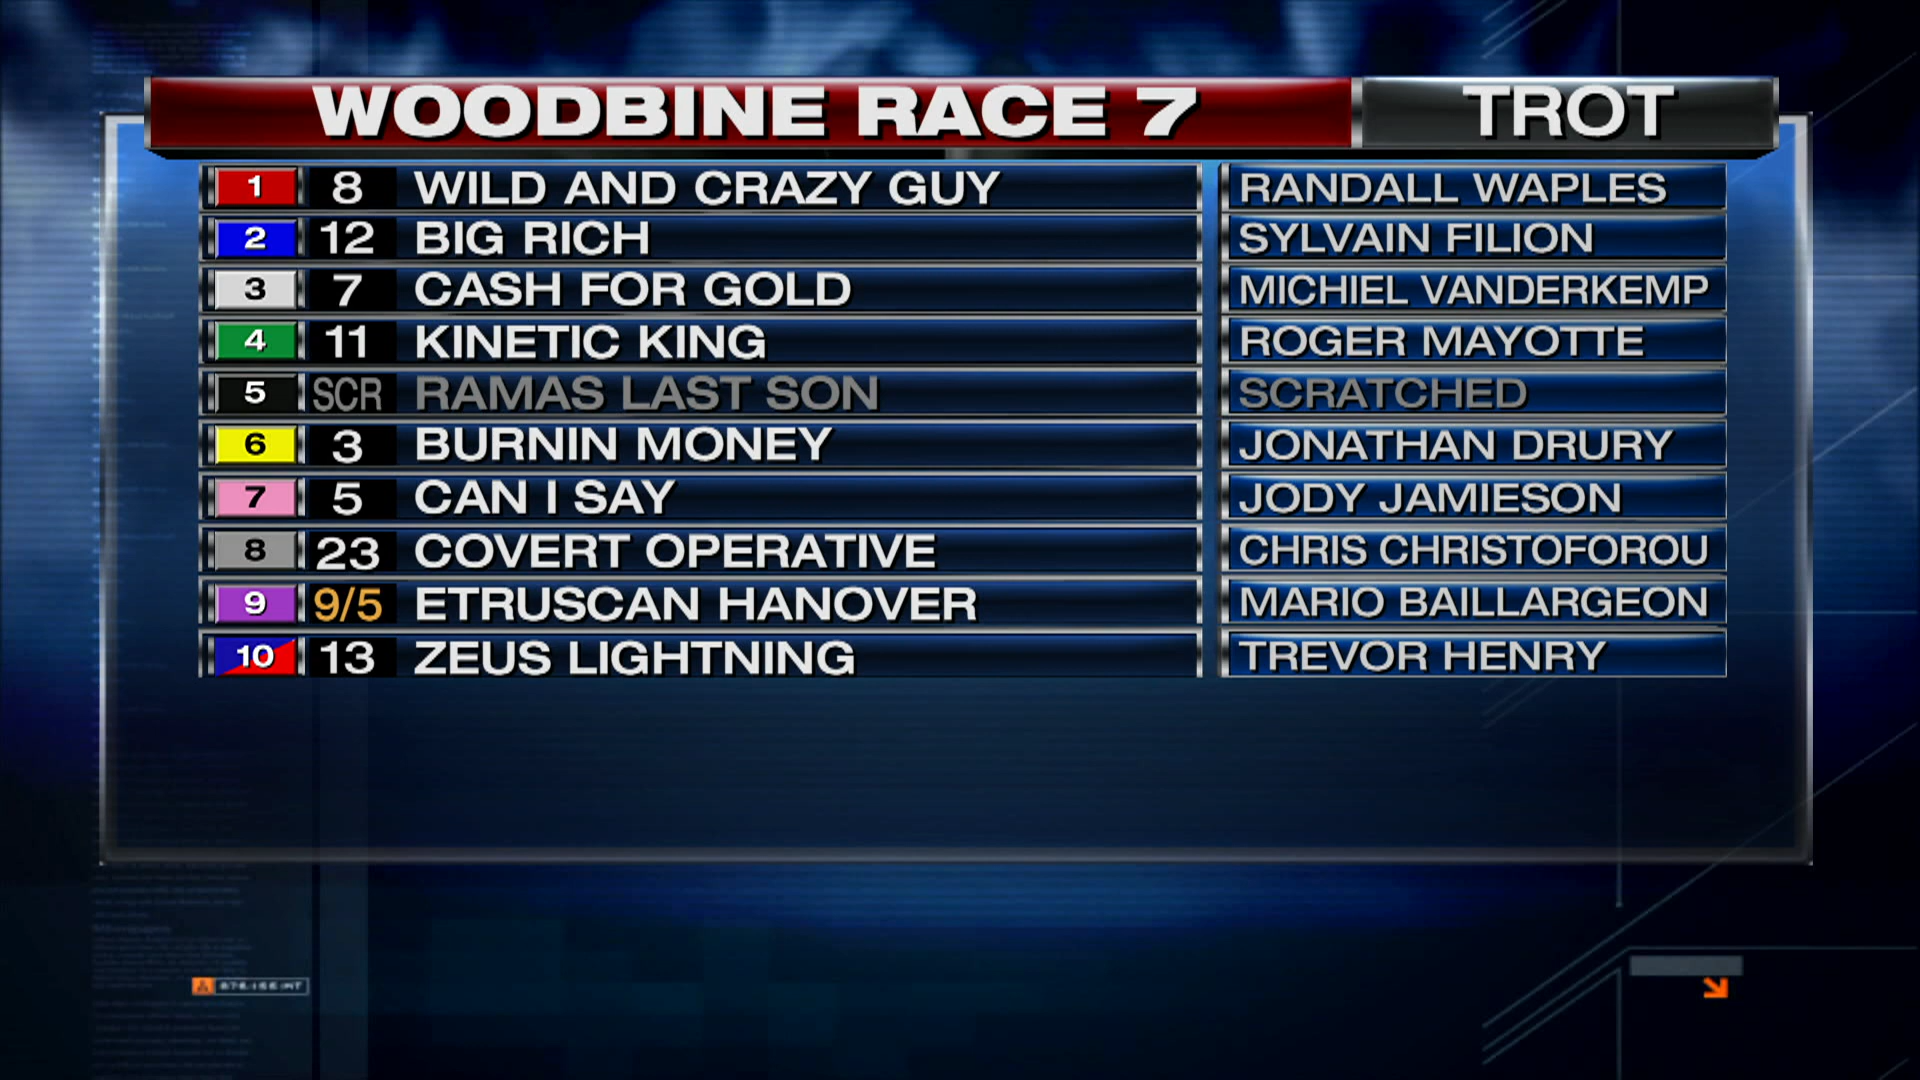 WOODBINE RACE 7 TROT
1 8 WILD AND CRAZY GUY RANDALL WAPLES
2 12 BIG RICH SYLVAIN FILION
3 7 CASH FOR GOLD MICHIEL VANDERKEMP
4 11 KINETIC KING ROGER MAYOTTE
5 SCR RAMAS LAST SON SCRATCHED
6 3 BURNIN MONEY JONATHAN DRURY
7 5 CAN I SAY JODY JAMIESON
8 23 COVERT OPERATIVE CHRIS CHRISTOFOROU
9 9/5 ETRUSCAN HANOVER MARIO BAILLARGEON
10 13 ZEUS LIGHTNING TREVOR HENRY